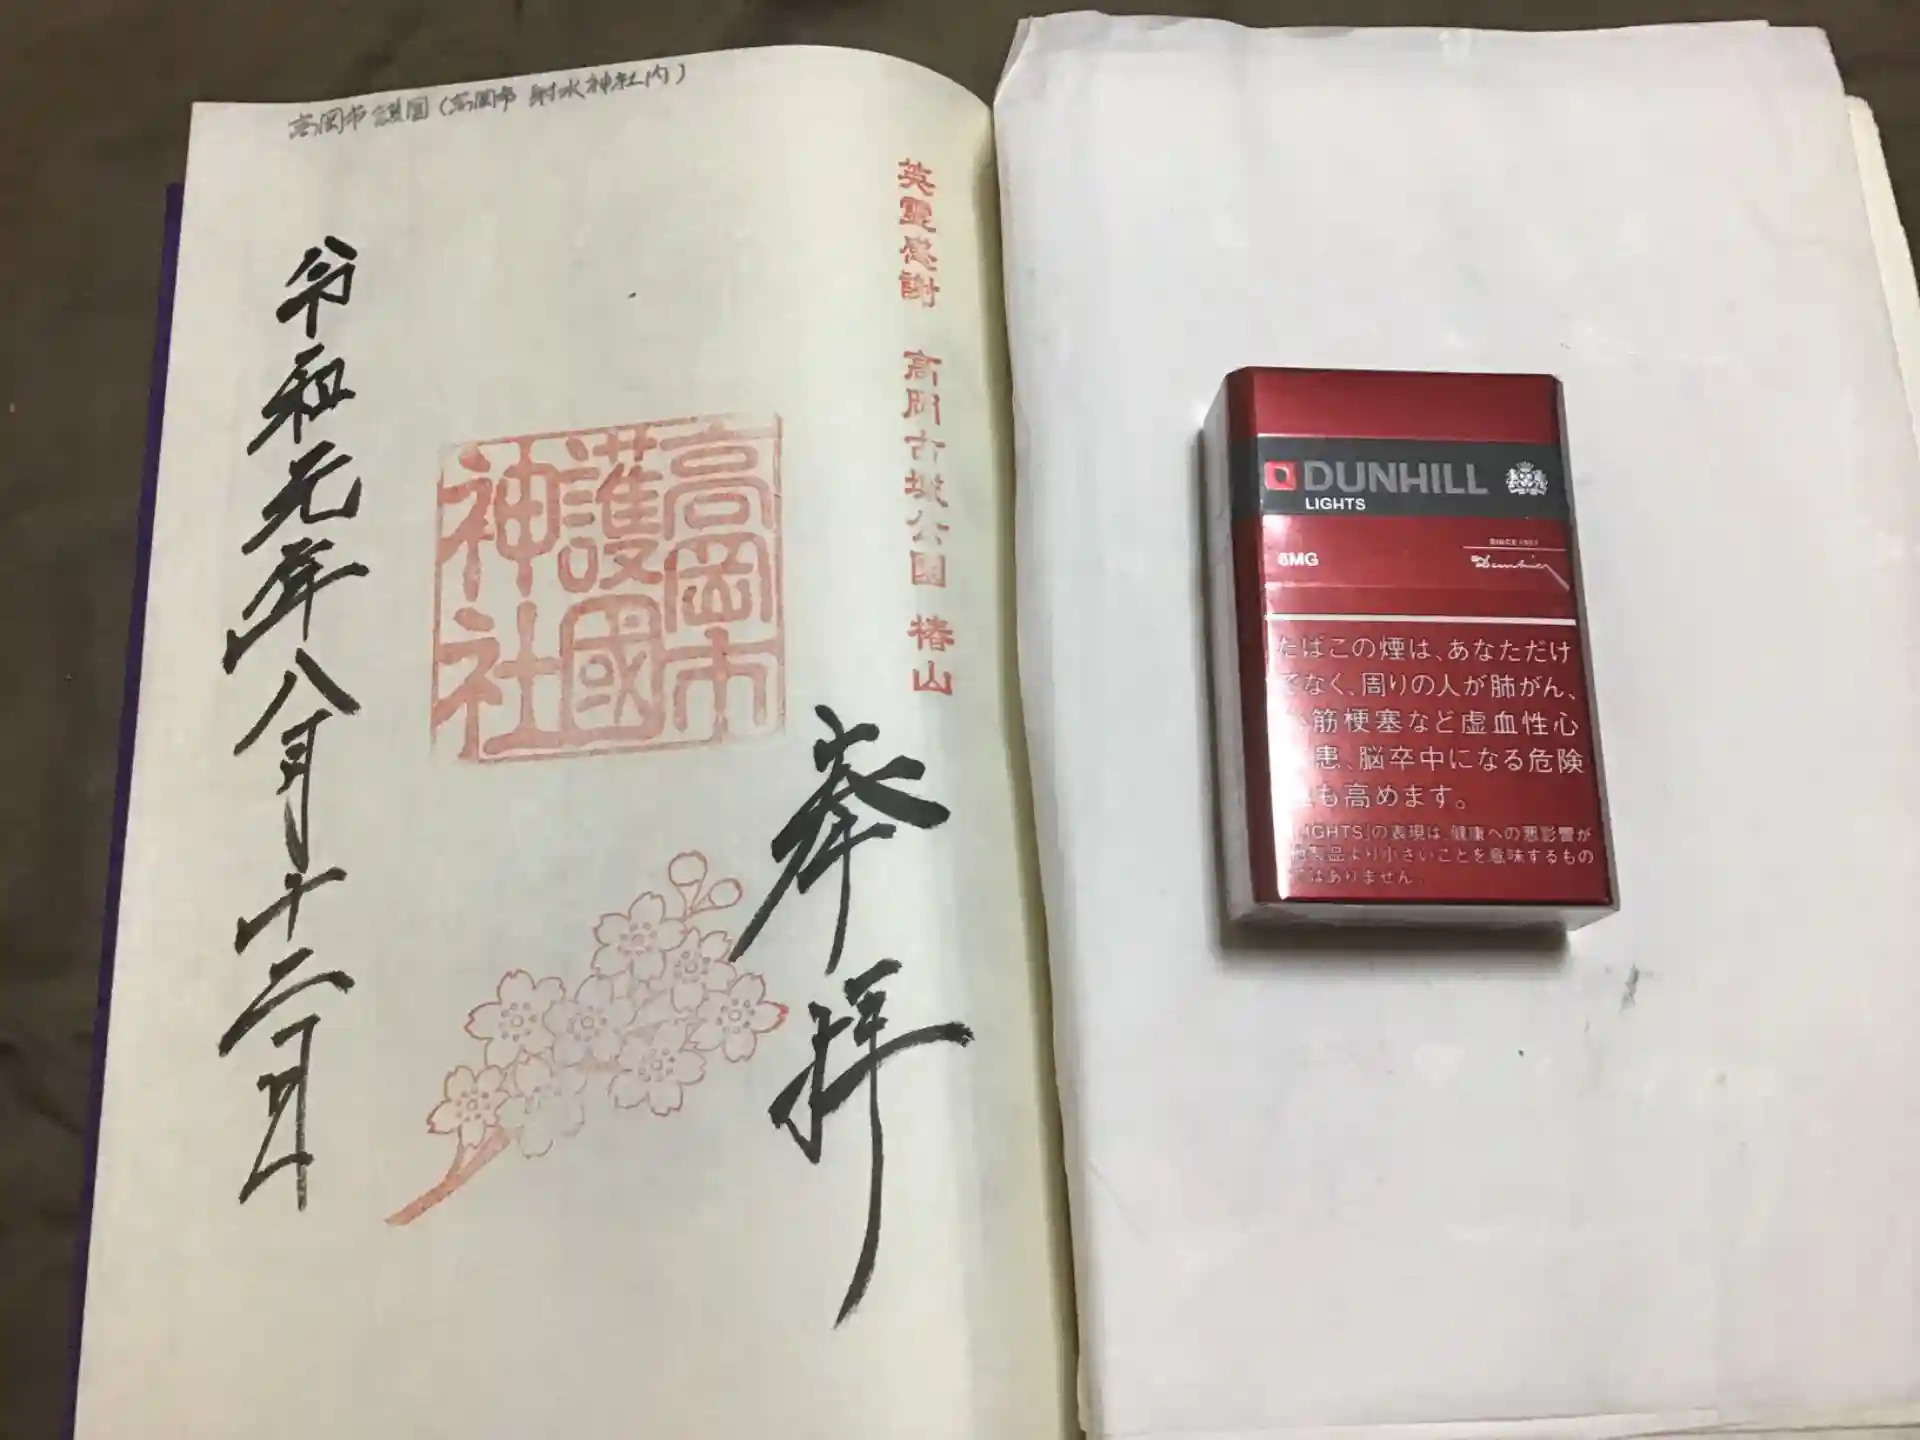 高岡市護国(高岡市 射水神社内)
英霊感謝 高岡古城公園 椿山
奉拝
高岡市
護國
神社
令和元年八月十二日
DUNHILL
LIGHTS
6MG
SINCE 1907
Dunhill
たばこの煙は、あなただけ
でなく、周りの人が肺がん、
筋梗塞など虚血性心
患、脳卒中になる危険
も高めます。
LIGHTS」の表現は、健康への悪影響が
製品より小さいことを意味するもの
ではありません。